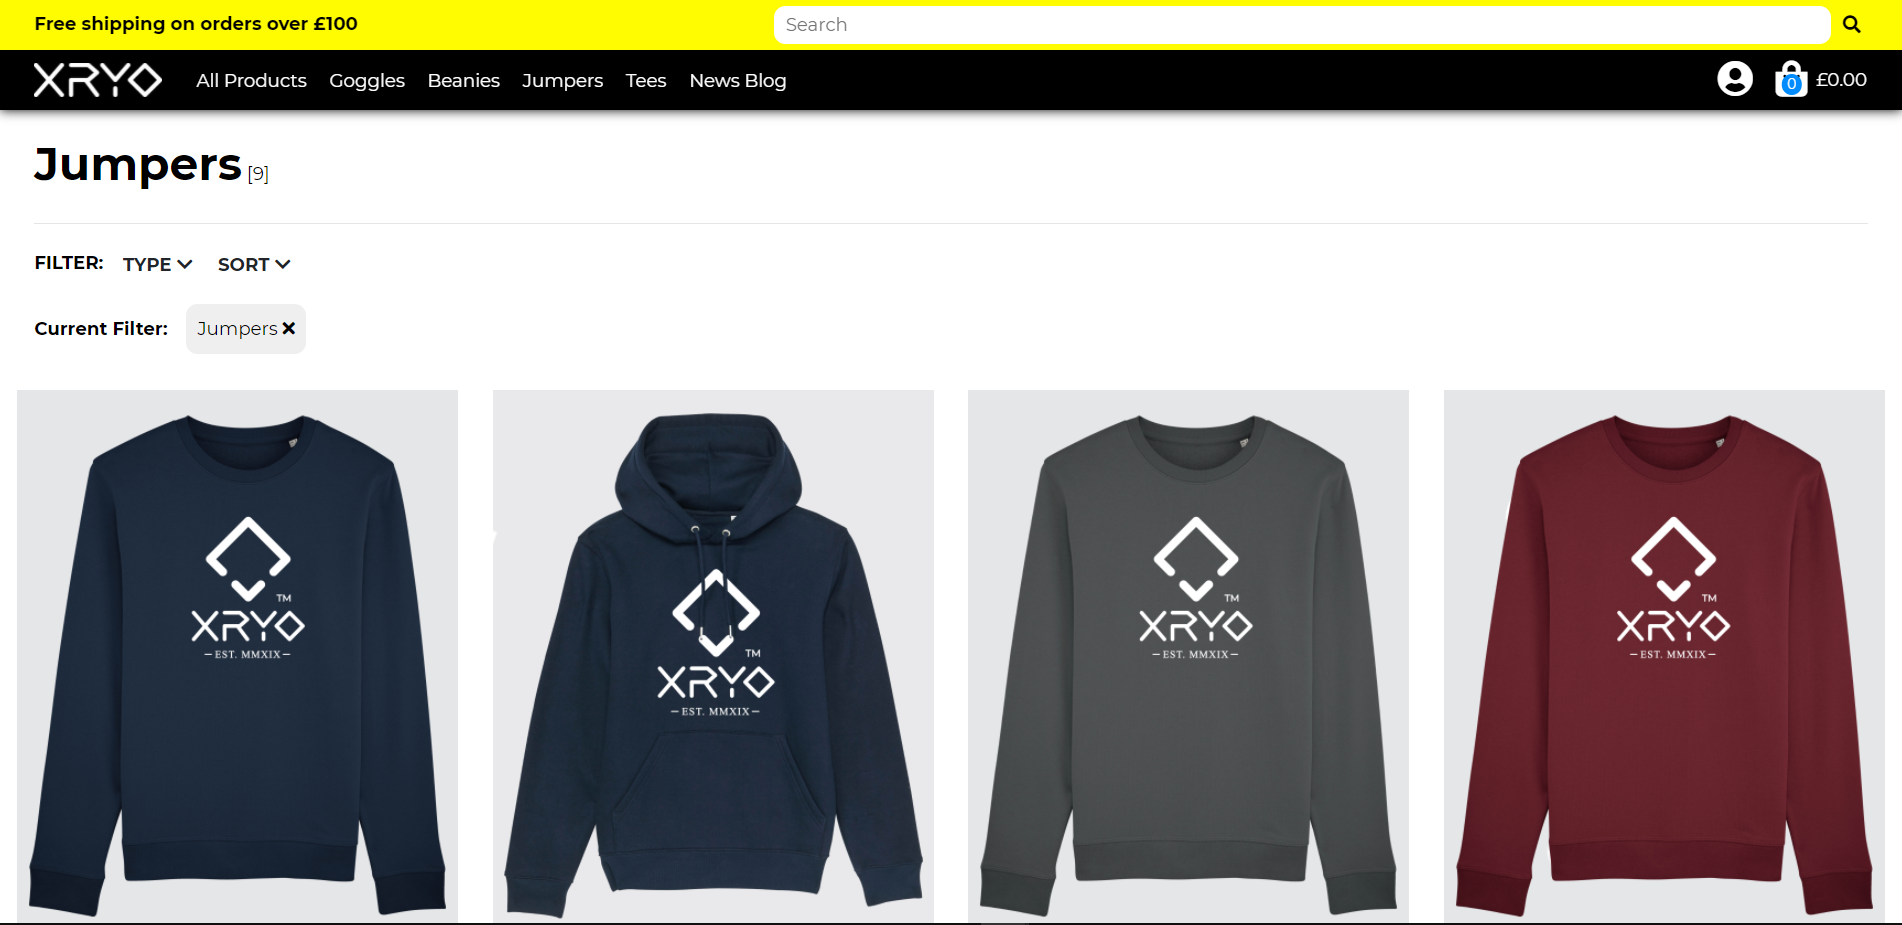 Free shipping on orders over £100
Search
XRYO
All Products
Goggles
Beanies
Jumpers
Tees
News Blog
0
£0.00
Jumpers [9]
FILTER:
TYPE
SORT
Current Filter:
Jumpers
TM
XRYO
EST. MMXIX
TM
XRYO
EST. MMXIX
TM
XRYO
EST. MMXIX
TM
XRYO
EST. MMXIX